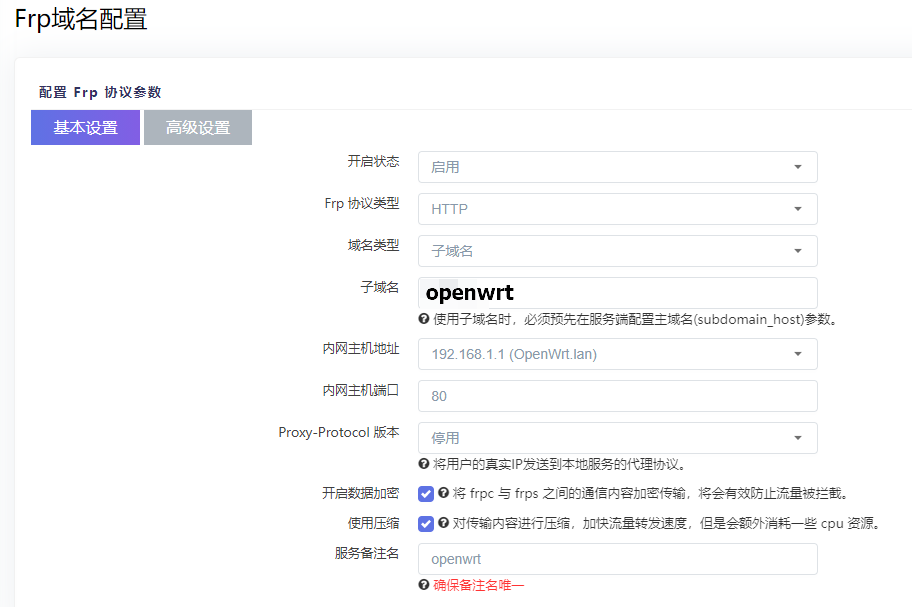 Frp域名配置
配置 Frp 协议参数
基本设置 高级设置
开启状态 启用
Frp 协议类型 HTTP
域名类型 子域名
子域名 openwrt
使用子域名时，必须预先在服务端配置主域名(subdomain_host)参数。
内网主机地址 192.168.1.1 (OpenWrt.lan)
内网主机端口 80
Proxy-Protocol 版本 停用
将用户的真实IP发送到本地服务的代理协议。
开启数据加密 将 frpc 与 frps 之间的通信内容加密传输，将会有效防止流量被拦截。
使用压缩 对传输内容进行压缩，加快流量转发速度，但是会额外消耗一些 cpu 资源。
服务备注名 openwrt
确保备注名唯一